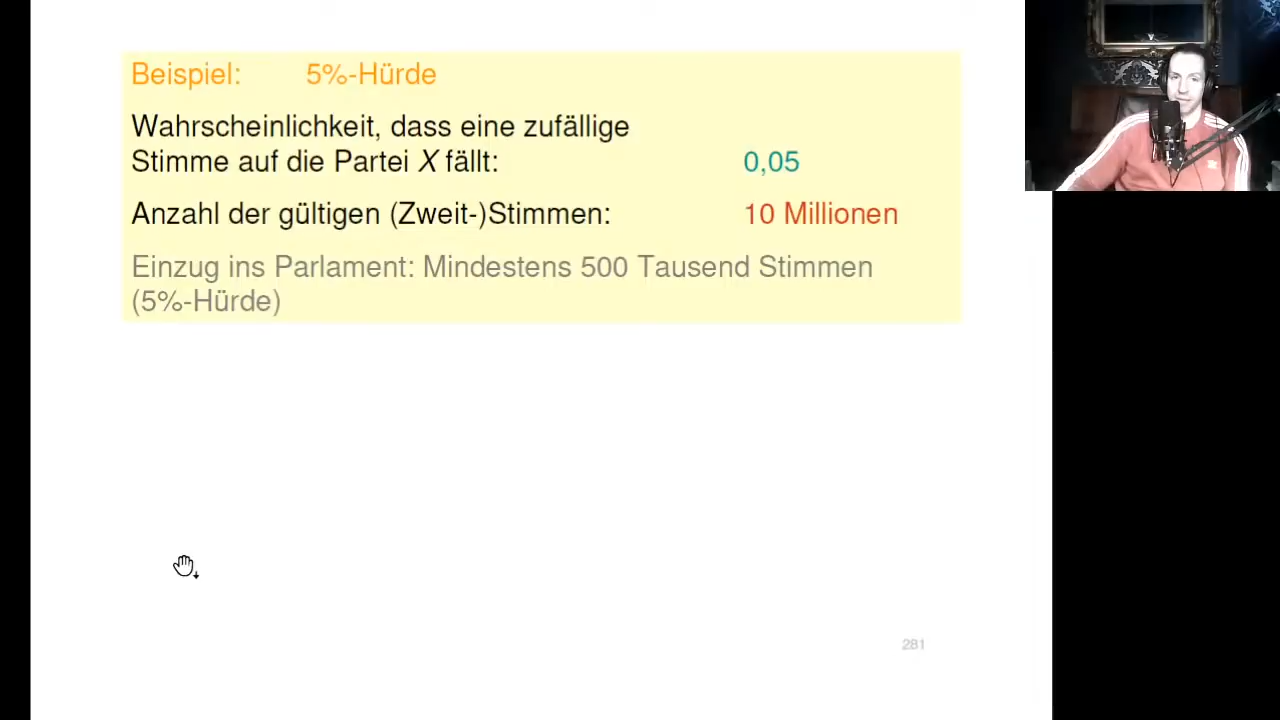 Beispiel: 5%-Hürde
Wahrscheinlichkeit, dass eine zufällige
Stimme auf die Partei X fällt: 0,05
Anzahl der gültigen (Zweit-)Stimmen: 10 Millionen
Einzug ins Parlament: Mindestens 500 Tausend Stimmen
(5%-Hürde)
281